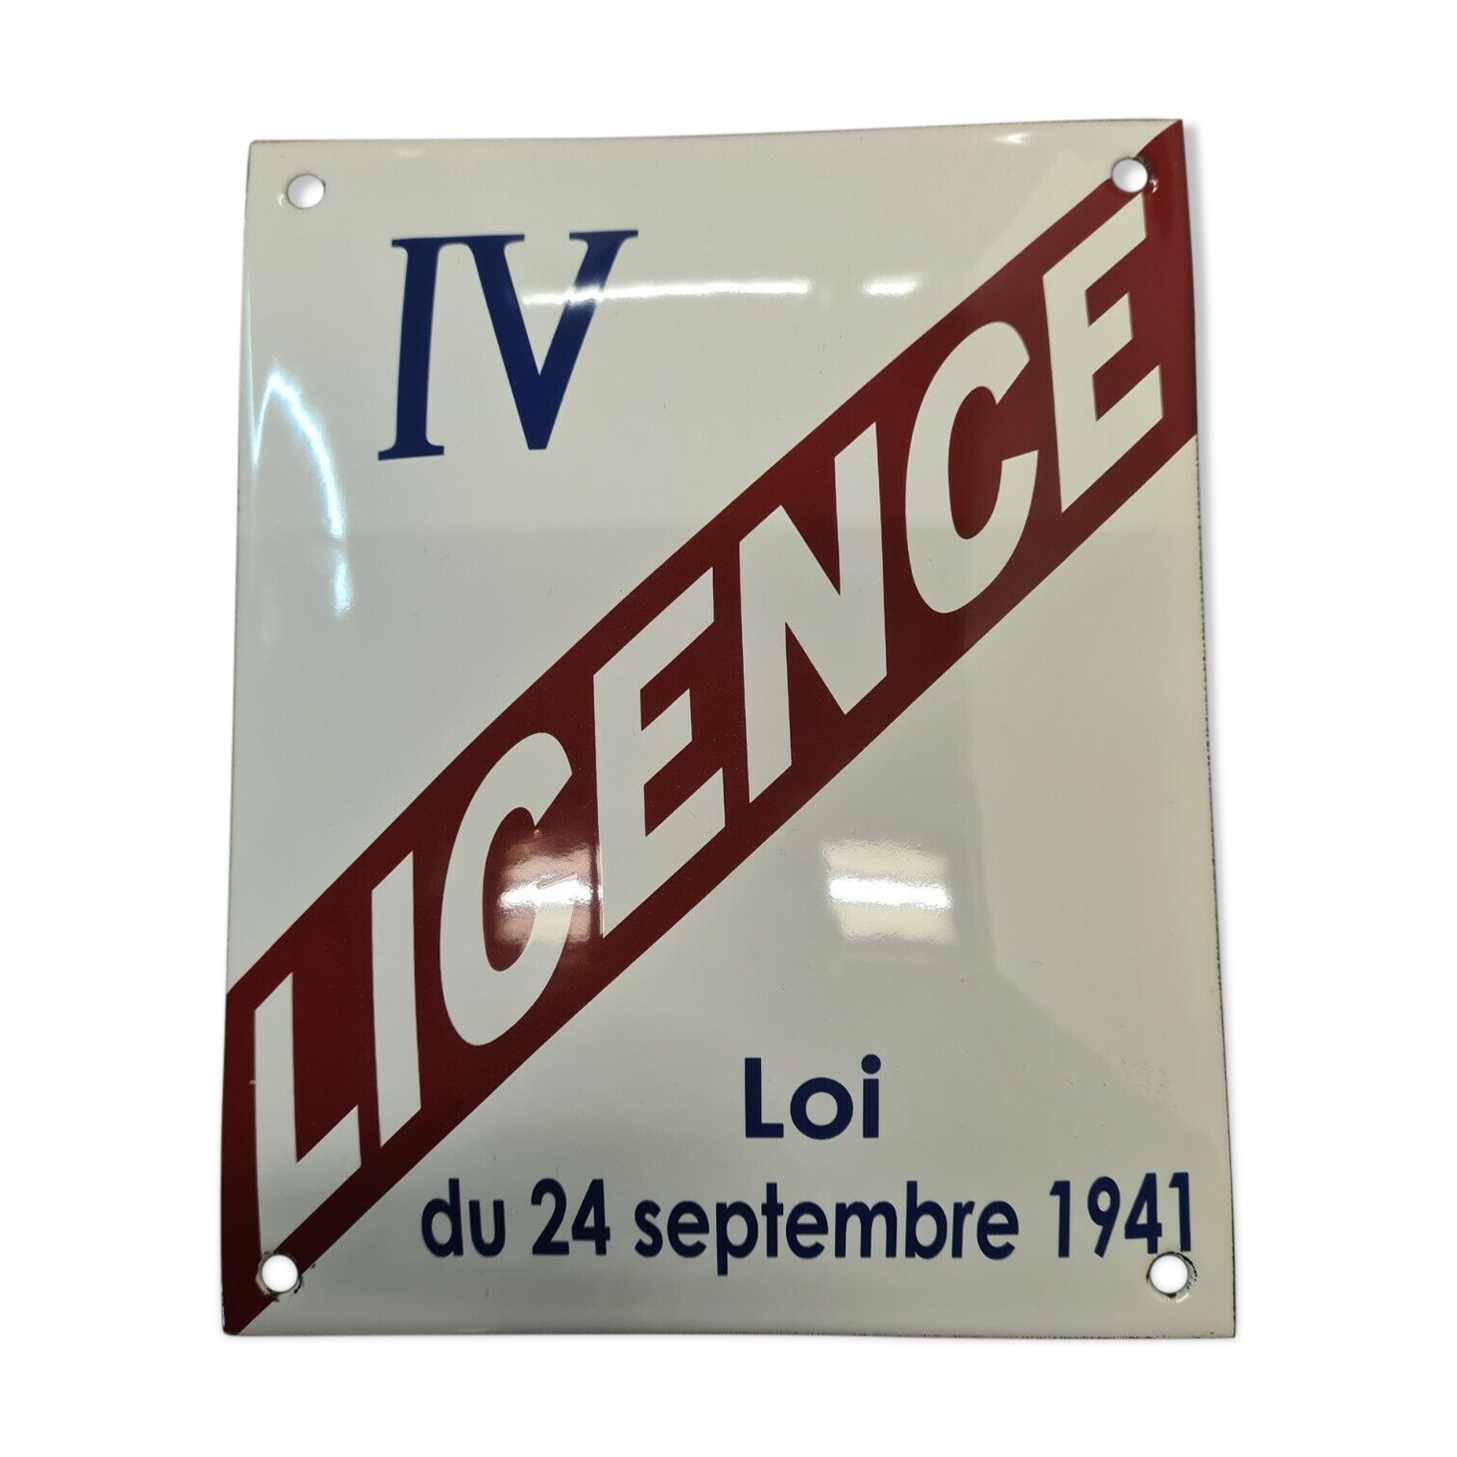 IV
LICENCE
Loi
du 24 septembre 1941